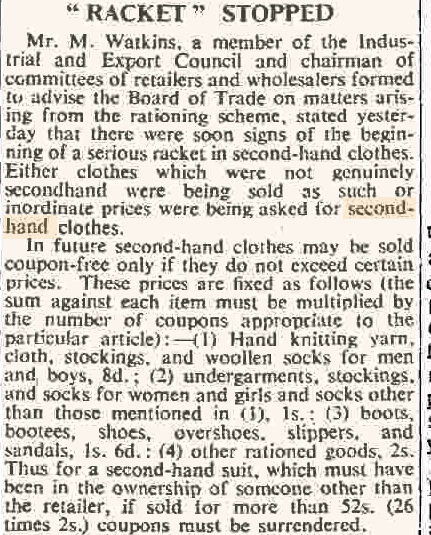 "RACKET" STOPPED
Mr. M. Watkins, a member of the Indus-
trial and Export Council and chairman of
committees of retailers and wholesalers formed
to advise the Board of Trade on matters aris-
ing from the rationing scheme, stated yester-
day that there were soon signs of the begin-
ning of a serious racket in second-hand clothes.
Either clothes which were not genuinely
secondhand were being sold as such or
inordinate prices were being asked for second-
hand clothes.
In future second-hand clothes may be sold
coupon-free only if they do not exceed certain
prices. These prices are fixed as follows (the
sum against each item must be multiplied by
the number of coupons appropriate to the
particular article):—(1) Hand knitting yarn,
cloth, stockings, and woollen socks for men
and boys, 8d.; (2) undergarments, stockings,
and socks for women and girls and socks other
than those mentioned in (1), 1s.; (3) boots,
bootees, shoes, overshoes, slippers, and
sandals, 1s. 6d.; (4) other rationed goods, 2s.
Thus for a second-hand suit, which must have
been in the ownership of someone other than
the retailer, if sold for more than 52s. (26
times 2s.) coupons must be surrendered.